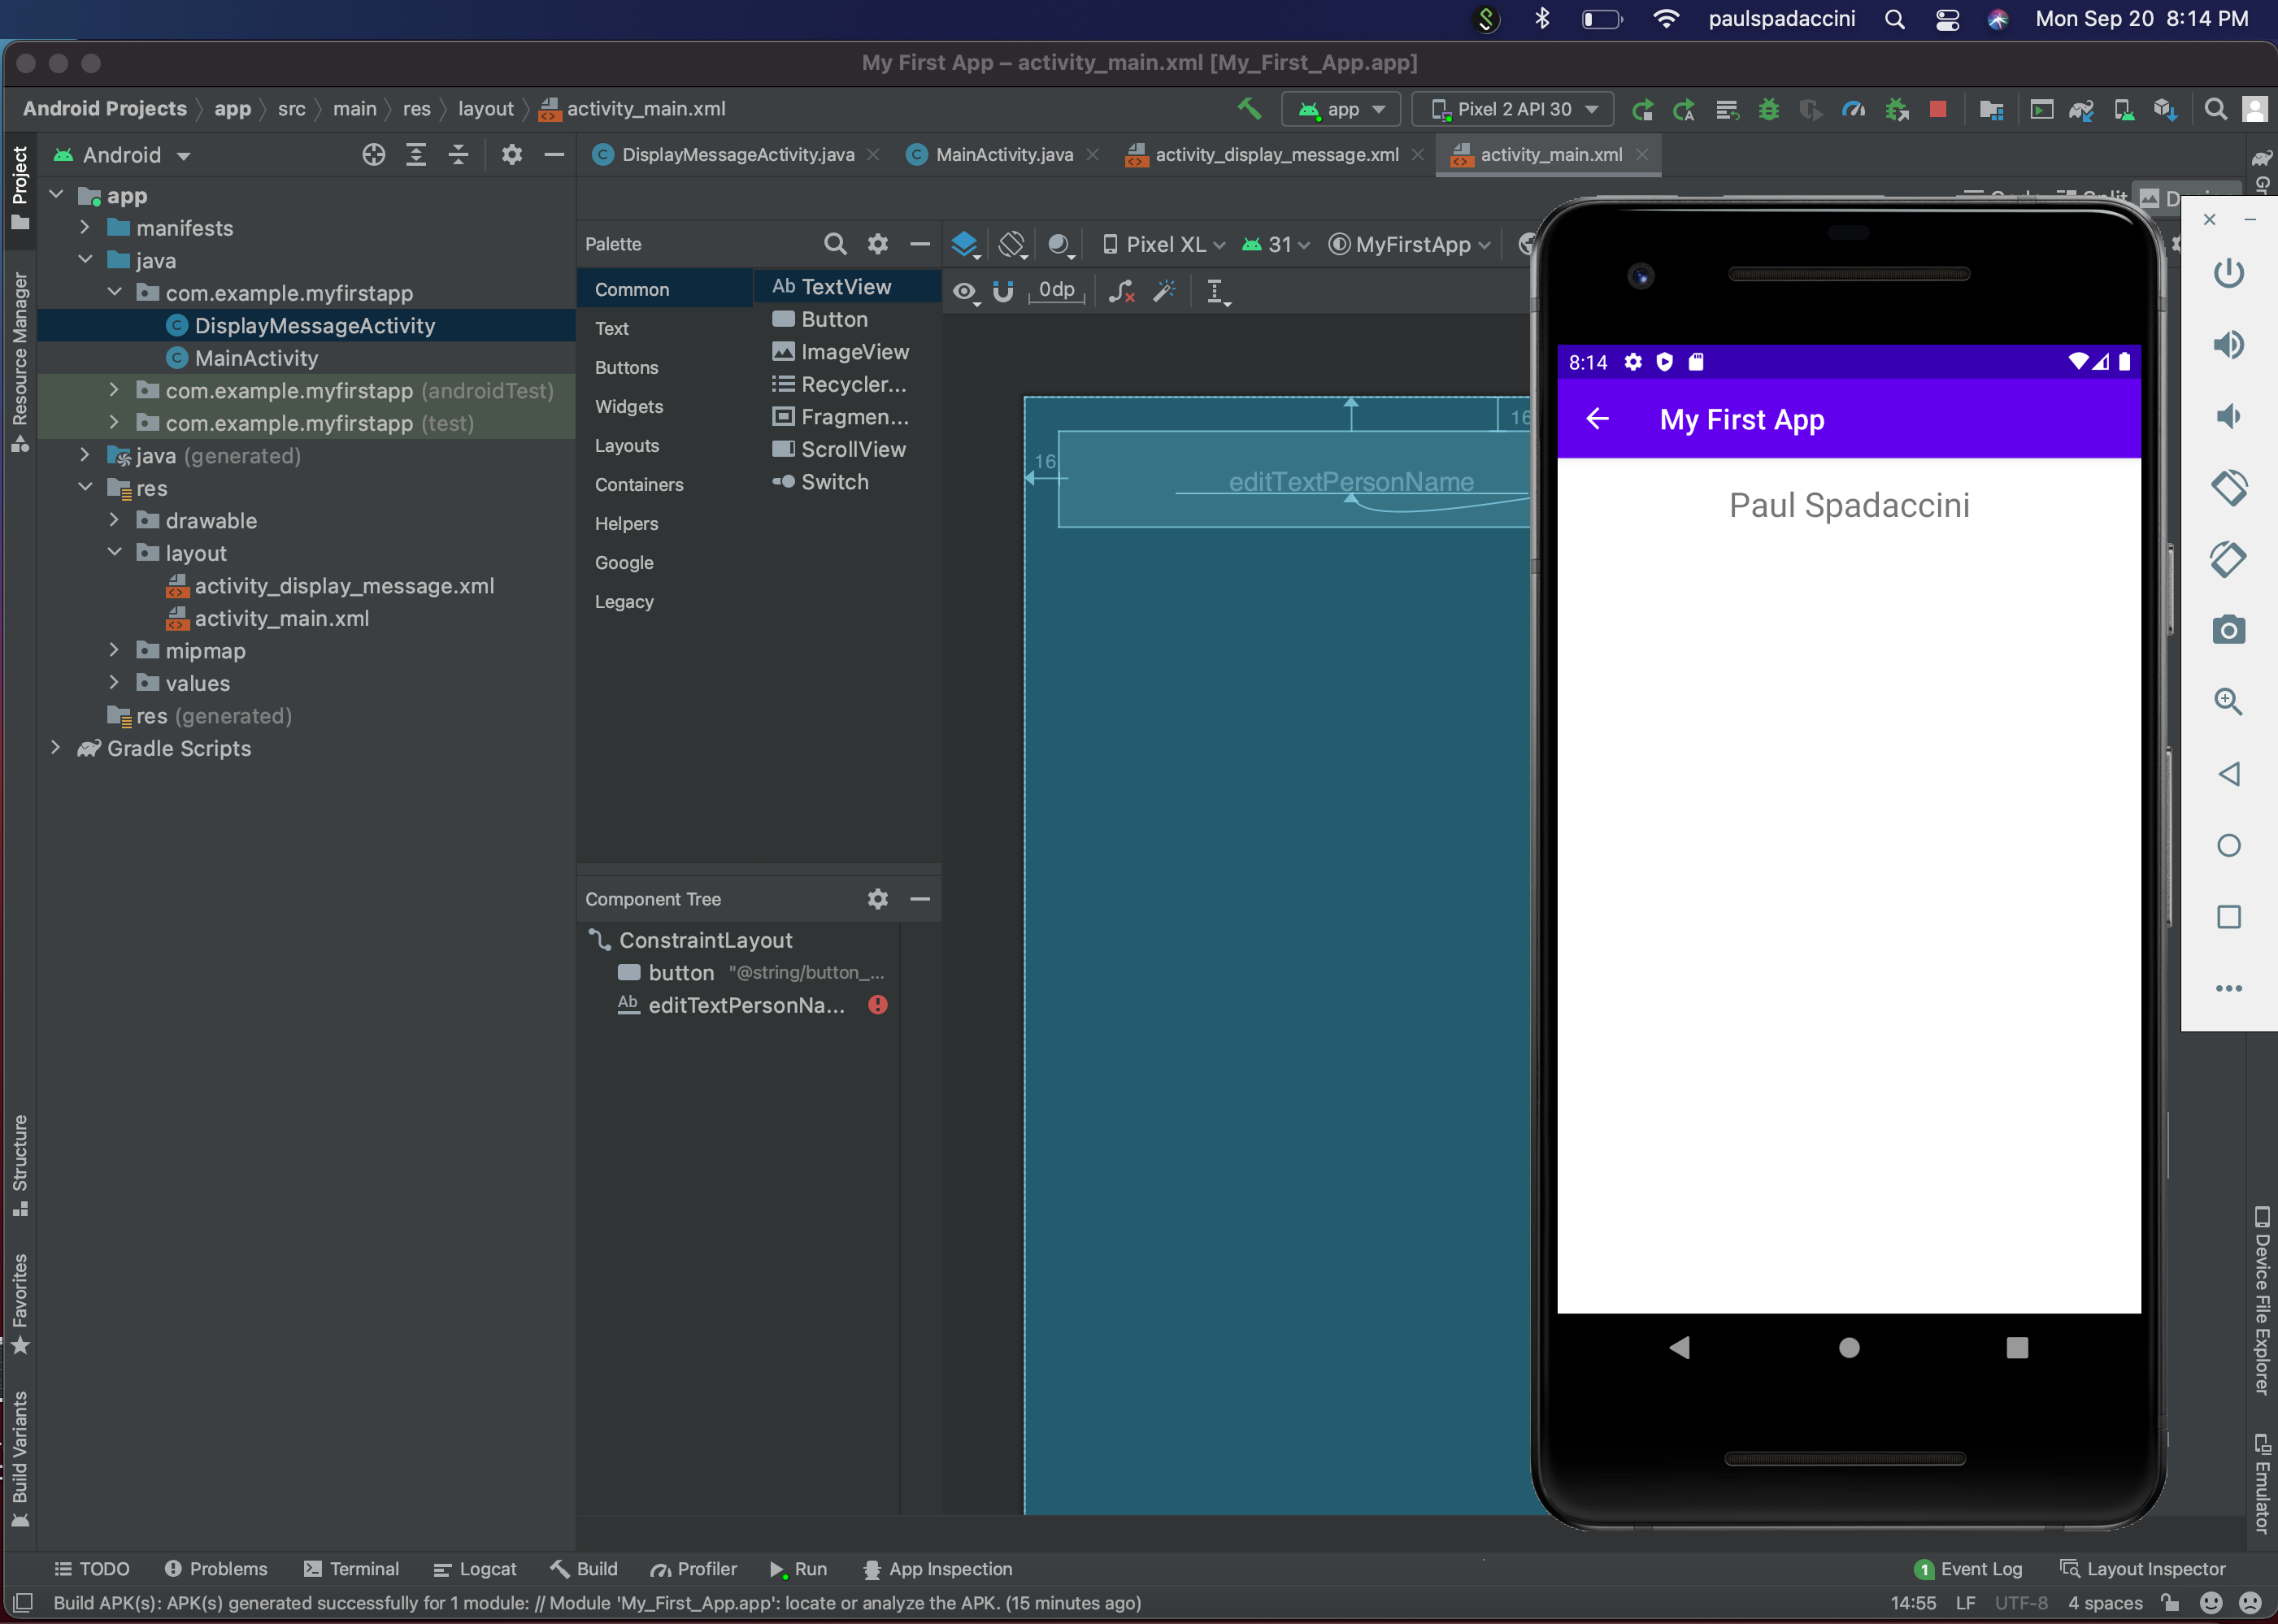 paulspadaccini Mon Sep 20 8:14 PM
My First App – activity_main.xml [My_First_App.app]
Android Projects app src main res layout activity_main.xml
app Pixel 2 API 30
Project
Android
DisplayMessageActivity.java MainActivity.java activity_display_message.xml activity_main.xml
app
manifests
java
com.example.myfirstapp
DisplayMessageActivity
MainActivity
com.example.myfirstapp (androidTest)
com.example.myfirstapp (test)
java (generated)
res
drawable
layout
activity_display_message.xml
activity_main.xml
mipmap
values
res (generated)
Gradle Scripts
Resource Manager
Structure
Favorites
Build Variants
Palette
Common
Text
Buttons
Widgets
Layouts
Containers
Helpers
Google
Legacy
Ab TextView
Button
ImageView
Recycler...
Fragmen...
ScrollView
Switch
Pixel XL 31 MyFirstApp
0dp
16
16
editTextPersonName
Component Tree
ConstraintLayout
button "@string/button_...
Ab editTextPersonNa...
8:14
My First App
Paul Spadaccini
Device File Explorer
Emulator
TODO Problems Terminal Logcat Build Profiler Run App Inspection
1 Event Log Layout Inspector
Build APK(s): APK(s) generated successfully for 1 module: // Module 'My_First_App.app': locate or analyze the APK. (15 minutes ago)
14:55 LF UTF-8 4 spaces